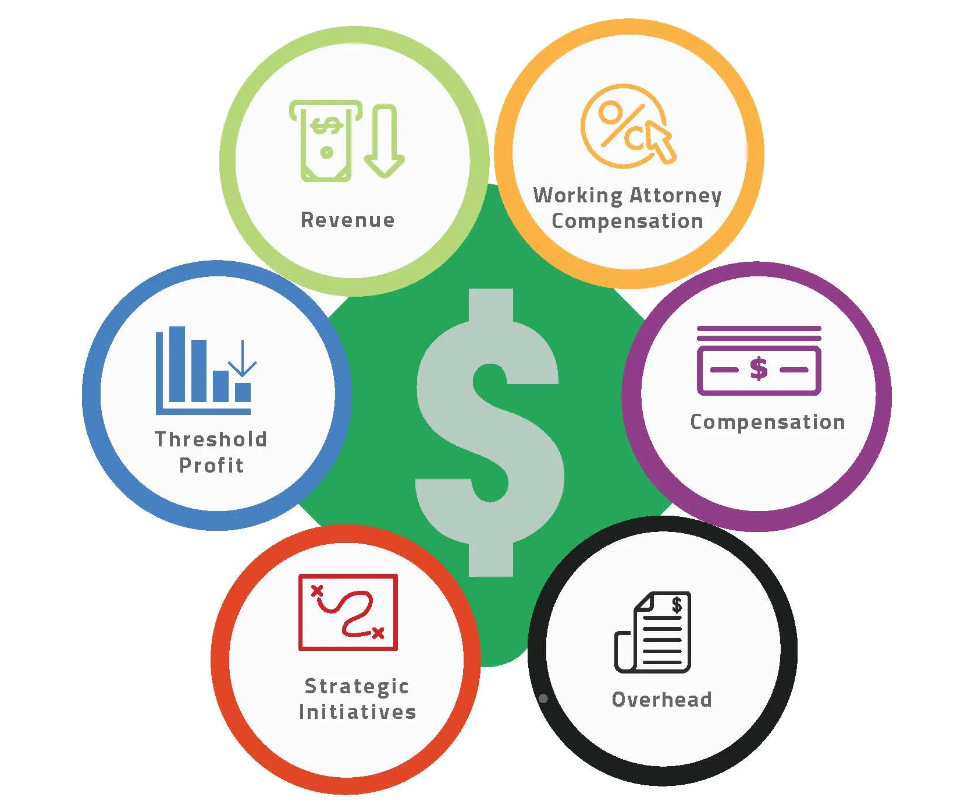 Revenue
Working Attorney
Compensation
Threshold
Profit
$
$
Compensation
Strategic
Initiatives
$
Overhead